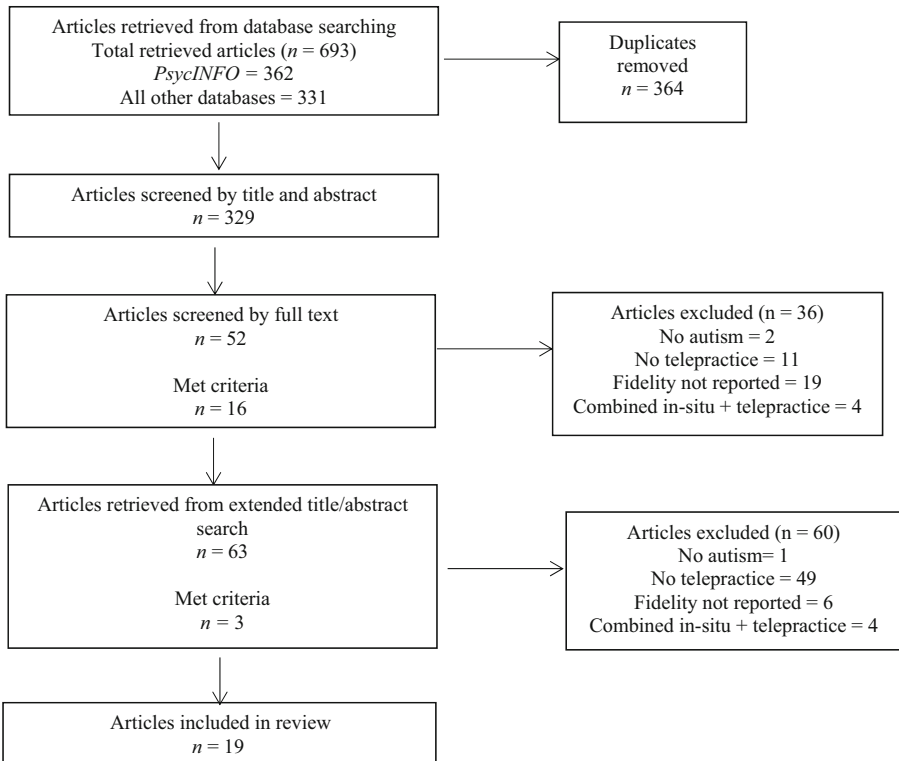 Articles retrieved from database searching
Total retrieved articles (n = 693)
PsycINFO = 362
All other databases = 331
Duplicates
removed
n = 364
Articles screened by title and abstract
n = 329
Articles screened by full text
n = 52
Met criteria
n = 16
Articles excluded (n = 36)
No autism = 2
No telepractice = 11
Fidelity not reported = 19
Combined in-situ + telepractice = 4
Articles retrieved from extended title/abstract
search
n = 63
Met criteria
n = 3
Articles excluded (n = 60)
No autism= 1
No telepractice = 49
Fidelity not reported = 6
Combined in-situ + telepractice = 4
Articles included in review
n = 19